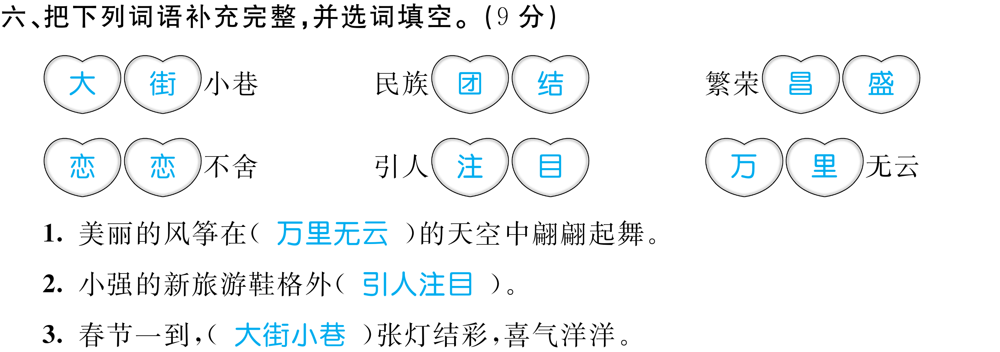 六、把下列词语补充完整,并选词填空。(9 分)
大街小巷 民族团结 繁荣昌盛
恋恋不舍 引人注目 万里无云
1. 美丽的风筝在( 万里无云 )的天空中翩翩起舞。
2. 小强的新旅游鞋格外( 引人注目 )。
3. 春节一到,( 大街小巷 )张灯结彩,喜气洋洋。